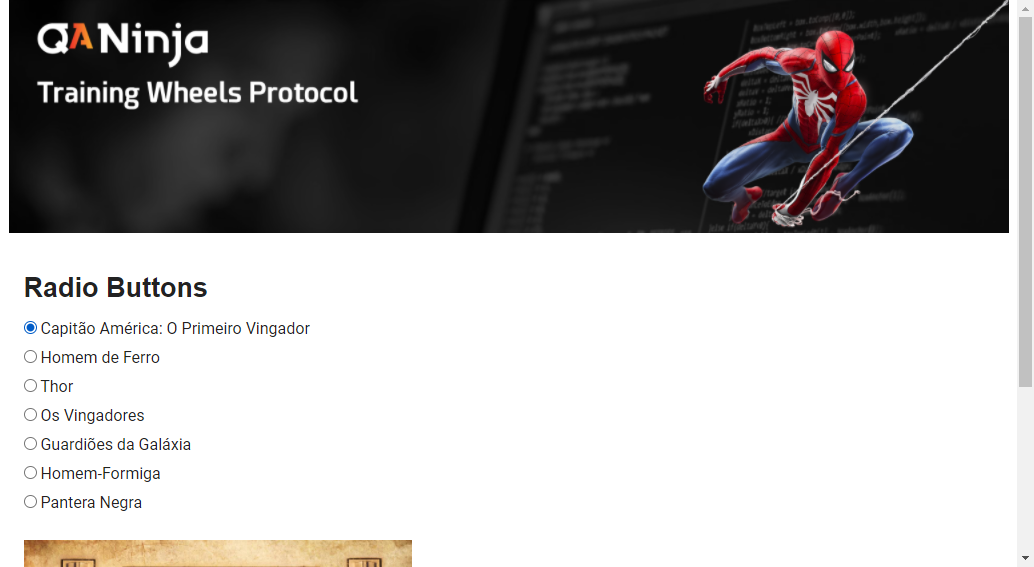 QANinja
Training Wheels Protocol
Radio Buttons
Capitão América: O Primeiro Vingador
Homem de Ferro
Thor
Os Vingadores
Guardiões da Galáxia
Homem-Formiga
Pantera Negra